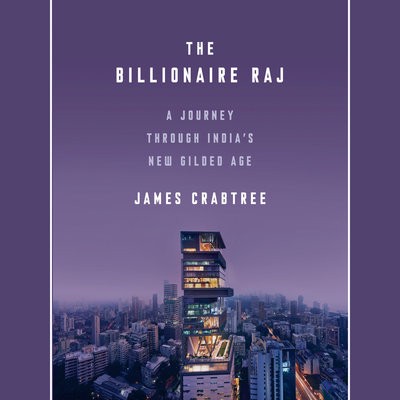 THE
BILLIONAIRE RAJ
A JOURNEY
THROUGH INDIA'S
NEW GILDED AGE
JAMES CRABTREE